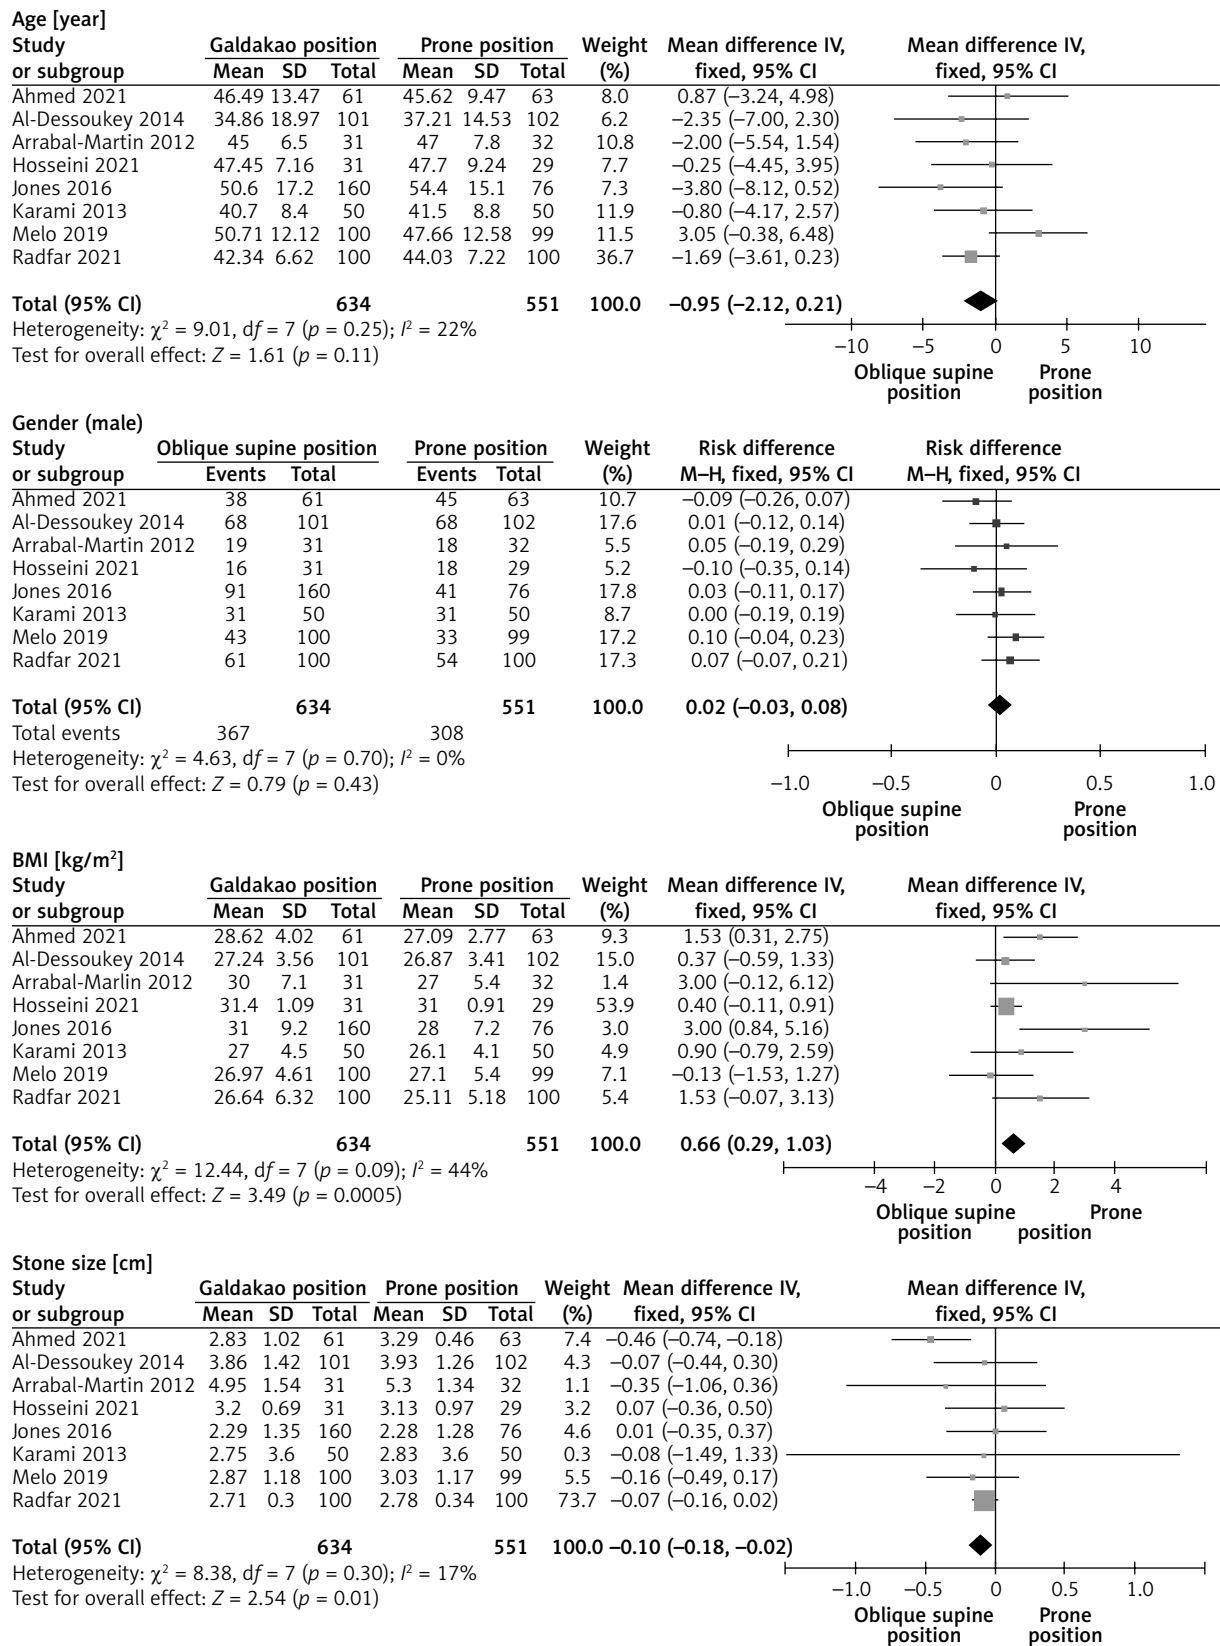 Age [year]
Study Galdakao position Prone position Weight Mean difference IV, Mean difference IV,
or subgroup Mean SD Total Mean SD Total (%) fixed, 95% CI fixed, 95% CI
Ahmed 2021 46.49 13.47 61 45.62 9.47 63 8.0 0.87 (−3.24, 4.98)
Al-Dessoukey 2014 34.86 18.97 101 37.21 14.53 102 6.2 −2.35 (−7.00, 2.30)
Arrabal-Martin 2012 45 6.5 31 47 7.8 32 10.8 −2.00 (−5.54, 1.54)
Hosseini 2021 47.45 7.16 31 47.7 9.24 29 7.7 −0.25 (−4.45, 3.95)
Jones 2016 50.6 17.2 160 54.4 15.1 76 7.3 −3.80 (−8.12, 0.52)
Karami 2013 40.7 8.4 50 41.5 8.8 50 11.9 −0.80 (−4.17, 2.57)
Melo 2019 50.71 12.12 100 47.66 12.58 99 11.5 3.05 (−0.38, 6.48)
Radfar 2021 42.34 6.62 100 44.03 7.22 100 36.7 −1.69 (−3.61, 0.23)
Total (95% CI) 634 551 100.0 −0.95 (−2.12, 0.21)
Heterogeneity: χ² = 9.01, df = 7 (p = 0.25); I² = 22%
Test for overall effect: Z = 1.61 (p = 0.11)
−10 −5 0 5 10
Oblique supine Prone
position position
Gender (male)
Study Oblique supine position Prone position Weight Risk difference Risk difference
or subgroup Events Total Events Total (%) M–H, fixed, 95% CI M–H, fixed, 95% CI
Ahmed 2021 38 61 45 63 10.7 −0.09 (−0.26, 0.07)
Al-Dessoukey 2014 68 101 68 102 17.6 0.01 (−0.12, 0.14)
Arrabal-Martin 2012 19 31 18 32 5.5 0.05 (−0.19, 0.29)
Hosseini 2021 16 31 18 29 5.2 −0.10 (−0.35, 0.14)
Jones 2016 91 160 41 76 17.8 0.03 (−0.11, 0.17)
Karami 2013 31 50 31 50 8.7 0.00 (−0.19, 0.19)
Melo 2019 43 100 33 99 17.2 0.10 (−0.04, 0.23)
Radfar 2021 61 100 54 100 17.3 0.07 (−0.07, 0.21)
Total (95% CI) 634 551 100.0 0.02 (−0.03, 0.08)
Total events 367 308
Heterogeneity: χ² = 4.63, df = 7 (p = 0.70); I² = 0%
Test for overall effect: Z = 0.79 (p = 0.43)
−1.0 −0.5 0 0.5 1.0
Oblique supine Prone
position position
BMI [kg/m²]
Study Galdakao position Prone position Weight Mean difference IV, Mean difference IV,
or subgroup Mean SD Total Mean SD Total (%) fixed, 95% CI fixed, 95% CI
Ahmed 2021 28.62 4.02 61 27.09 2.77 63 9.3 1.53 (0.31, 2.75)
Al-Dessoukey 2014 27.24 3.56 101 26.87 3.41 102 15.0 0.37 (−0.59, 1.33)
Arrabal-Marlin 2012 30 7.1 31 27 5.4 32 1.4 3.00 (−0.12, 6.12)
Hosseini 2021 31.4 1.09 31 31 0.91 29 53.9 0.40 (−0.11, 0.91)
Jones 2016 31 9.2 160 28 7.2 76 3.0 3.00 (0.84, 5.16)
Karami 2013 27 4.5 50 26.1 4.1 50 4.9 0.90 (−0.79, 2.59)
Melo 2019 26.97 4.61 100 27.1 5.4 99 7.1 −0.13 (−1.53, 1.27)
Radfar 2021 26.64 6.32 100 25.11 5.18 100 5.4 1.53 (−0.07, 3.13)
Total (95% CI) 634 551 100.0 0.66 (0.29, 1.03)
Heterogeneity: χ² = 12.44, df = 7 (p = 0.09); I² = 44%
Test for overall effect: Z = 3.49 (p = 0.0005)
−4 −2 0 2 4
Oblique supine Prone
position position
Stone size [cm]
Study Galdakao position Prone position Weight Mean difference IV, Mean difference IV,
or subgroup Mean SD Total Mean SD Total (%) fixed, 95% CI fixed, 95% CI
Ahmed 2021 2.83 1.02 61 3.29 0.46 63 7.4 −0.46 (−0.74, −0.18)
Al-Dessoukey 2014 3.86 1.42 101 3.93 1.26 102 4.3 −0.07 (−0.44, 0.30)
Arrabal-Martin 2012 4.95 1.54 31 5.3 1.34 32 1.1 −0.35 (−1.06, 0.36)
Hosseini 2021 3.2 0.69 31 3.13 0.97 29 3.2 0.07 (−0.36, 0.50)
Jones 2016 2.29 1.35 160 2.28 1.28 76 4.6 0.01 (−0.35, 0.37)
Karami 2013 2.75 3.6 50 2.83 3.6 50 0.3 −0.08 (−1.49, 1.33)
Melo 2019 2.87 1.18 100 3.03 1.17 99 5.5 −0.16 (−0.49, 0.17)
Radfar 2021 2.71 0.3 100 2.78 0.34 100 73.7 −0.07 (−0.16, 0.02)
Total (95% CI) 634 551 100.0 −0.10 (−0.18, −0.02)
Heterogeneity: χ² = 8.38, df = 7 (p = 0.30); I² = 17%
Test for overall effect: Z = 2.54 (p = 0.01)
−1.0 −0.5 0 0.5 1.0
Oblique supine Prone
position position